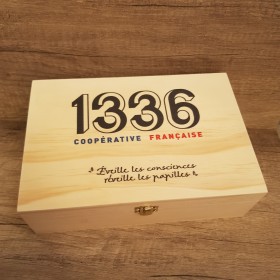 1336
COOPÉRATIVE FRANÇAISE
Éveille les consciences
réveille les papilles